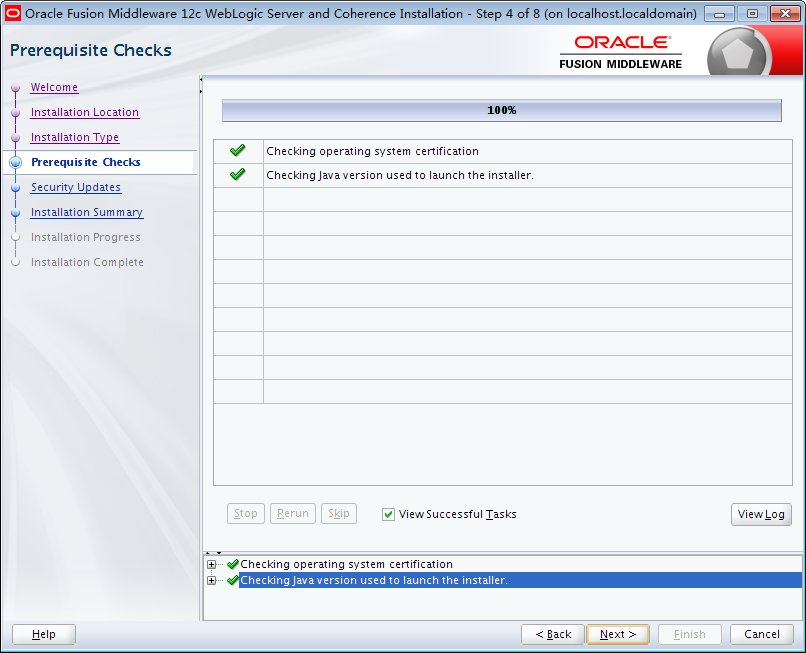 Oracle Fusion Middleware 12c WebLogic Server and Coherence Installation - Step 4 of 8 (on localhost.localdomain)
Prerequisite Checks
ORACLE
FUSION MIDDLEWARE
Welcome
Installation Location
Installation Type
Prerequisite Checks
Security Updates
Installation Summary
Installation Progress
Installation Complete
100%
Checking operating system certification
Checking Java version used to launch the installer.
Stop
Rerun
Skip
View Successful Tasks
View Log
Checking operating system certification
Checking Java version used to launch the installer.
Help
< Back
Next >
Finish
Cancel